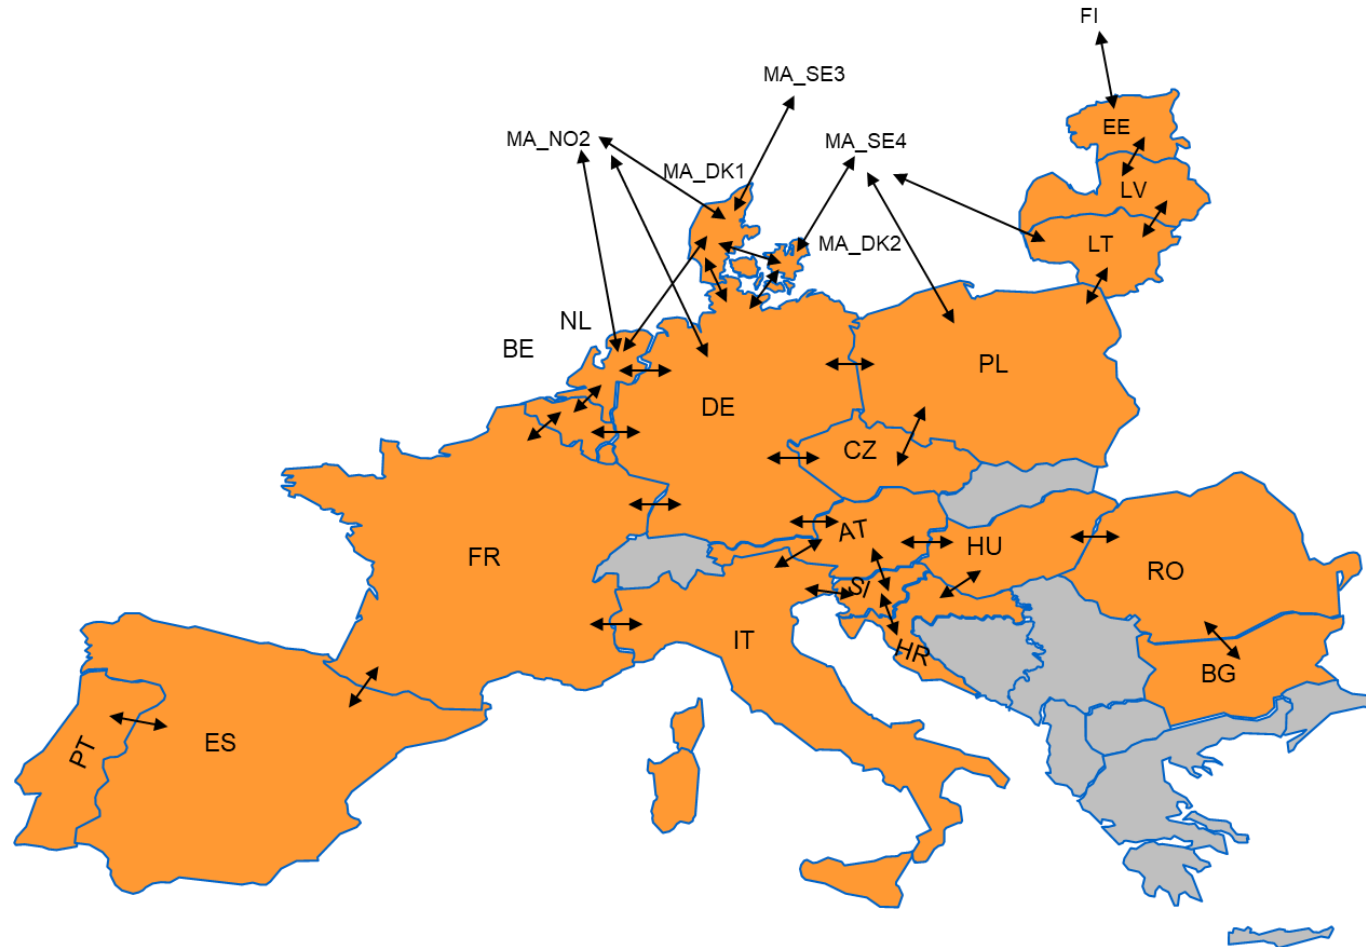 FI
MA_SE3
EE
MA_NO2
MA_SE4
MA_DK1
LV
MA_DK2
LT
NL
BE
PL
DE
CZ
AT
HU
FR
RO
SI
IT
HR
BG
ES
PT